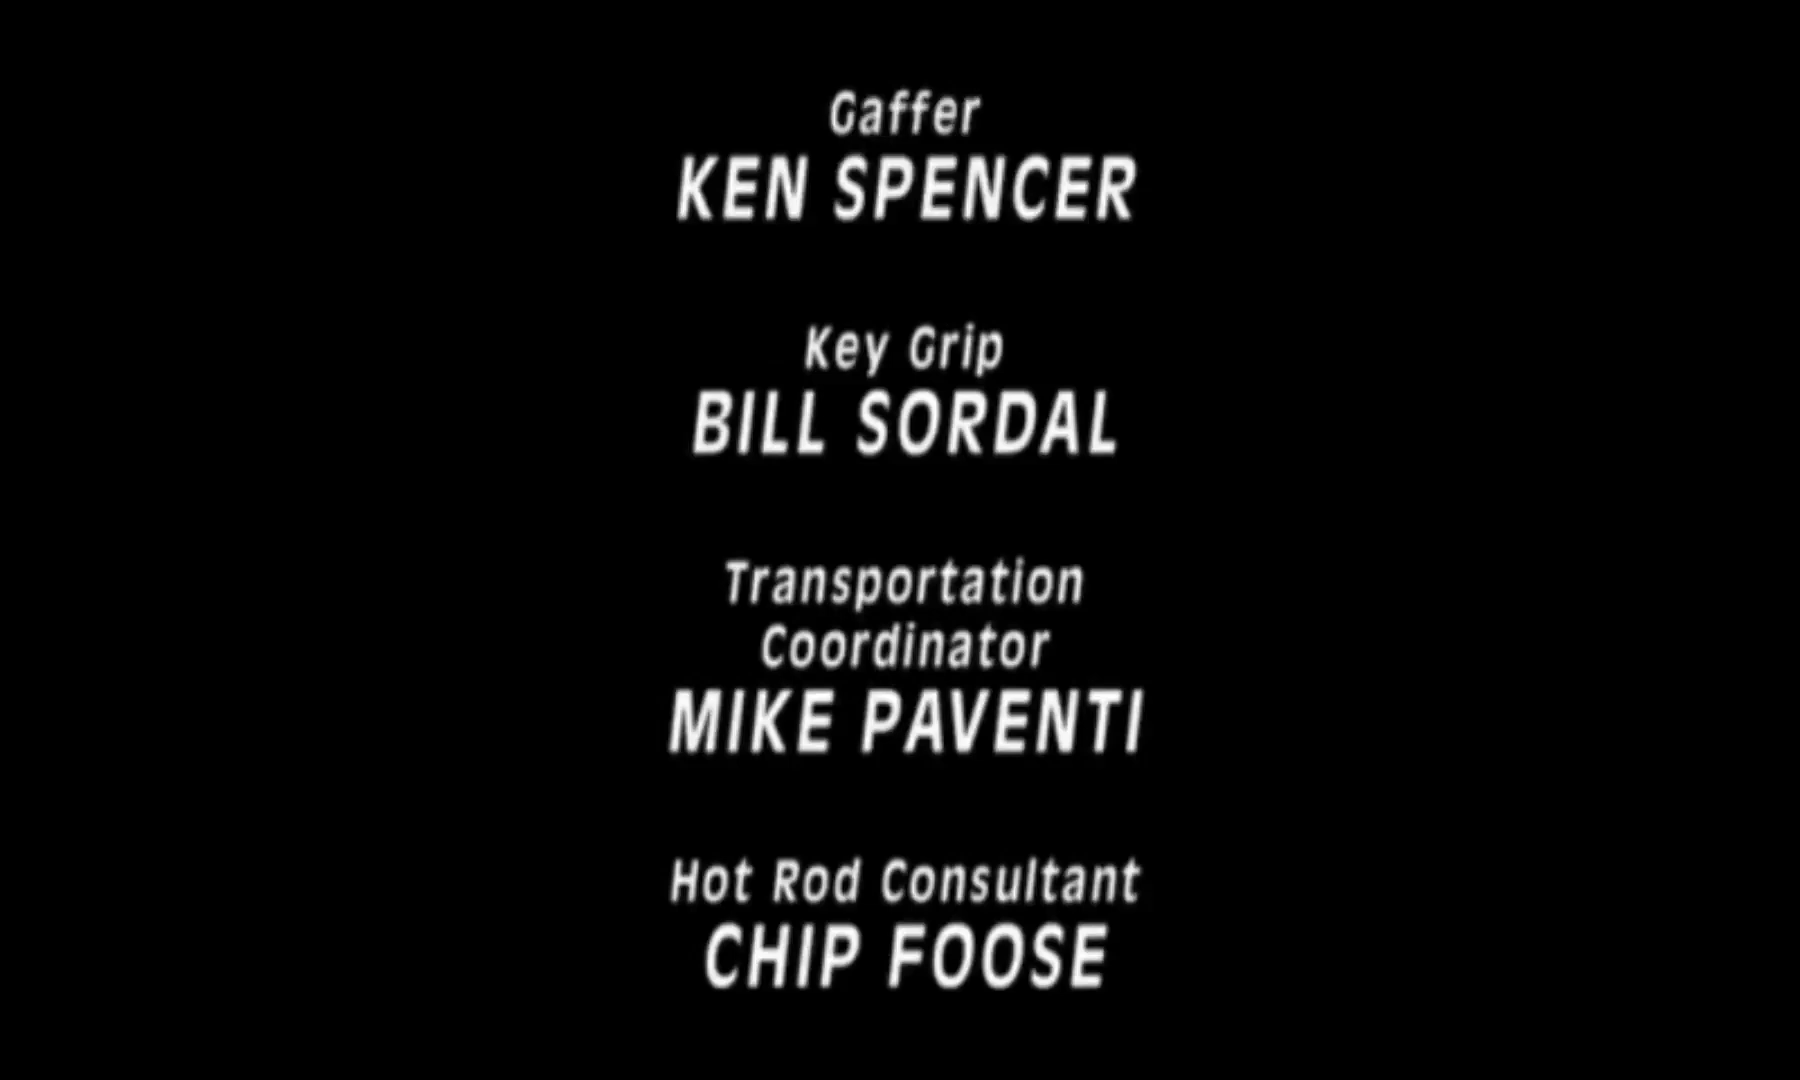 Gaffer
KEN SPENCER
Key Grip
BILL SORDAL
Transportation
Coordinator
MIKE PAVENTI
Hot Rod Consultant
CHIP FOOSE